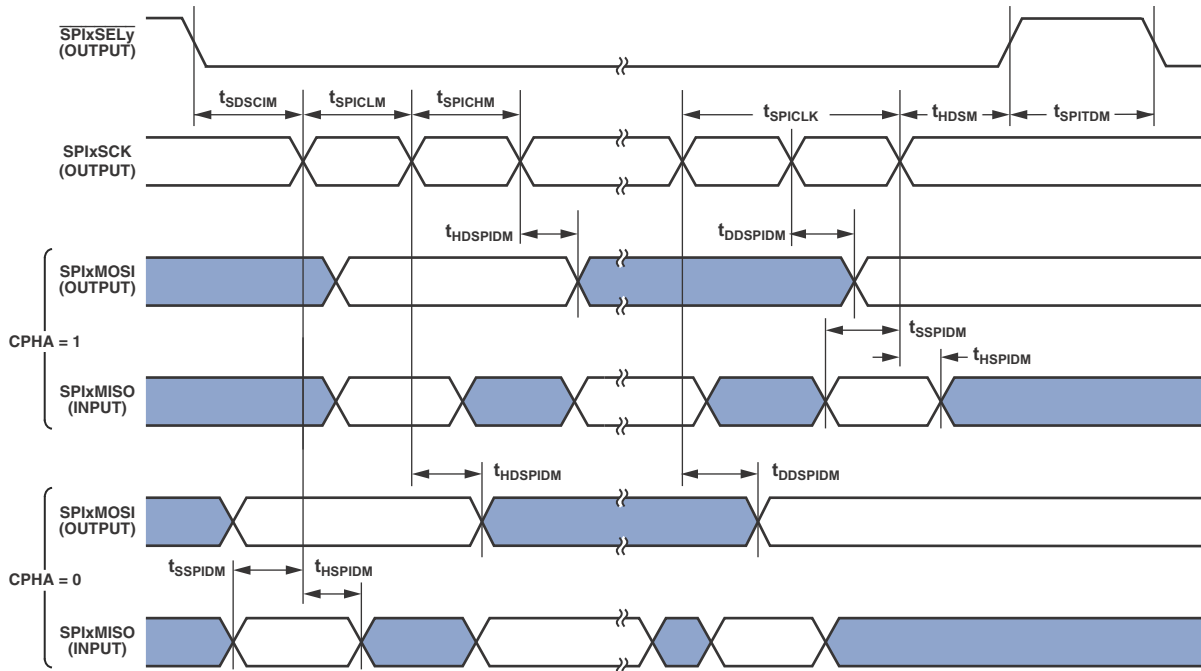 SPIxSELy
(OUTPUT)
tSDSCIM
tSPICLM
tSPICHM
tSPICLK
tHDSM
tSPITDM
SPIxSCK
(OUTPUT)
tHDSPIDM
tDDSPIDM
SPIxMOSI
(OUTPUT)
CPHA = 1
tSSPIDM
tHSPIDM
SPIxMISO
(INPUT)
tHDSPIDM
tDDSPIDM
SPIxMOSI
(OUTPUT)
CPHA = 0
tSSPIDM
tHSPIDM
SPIxMISO
(INPUT)